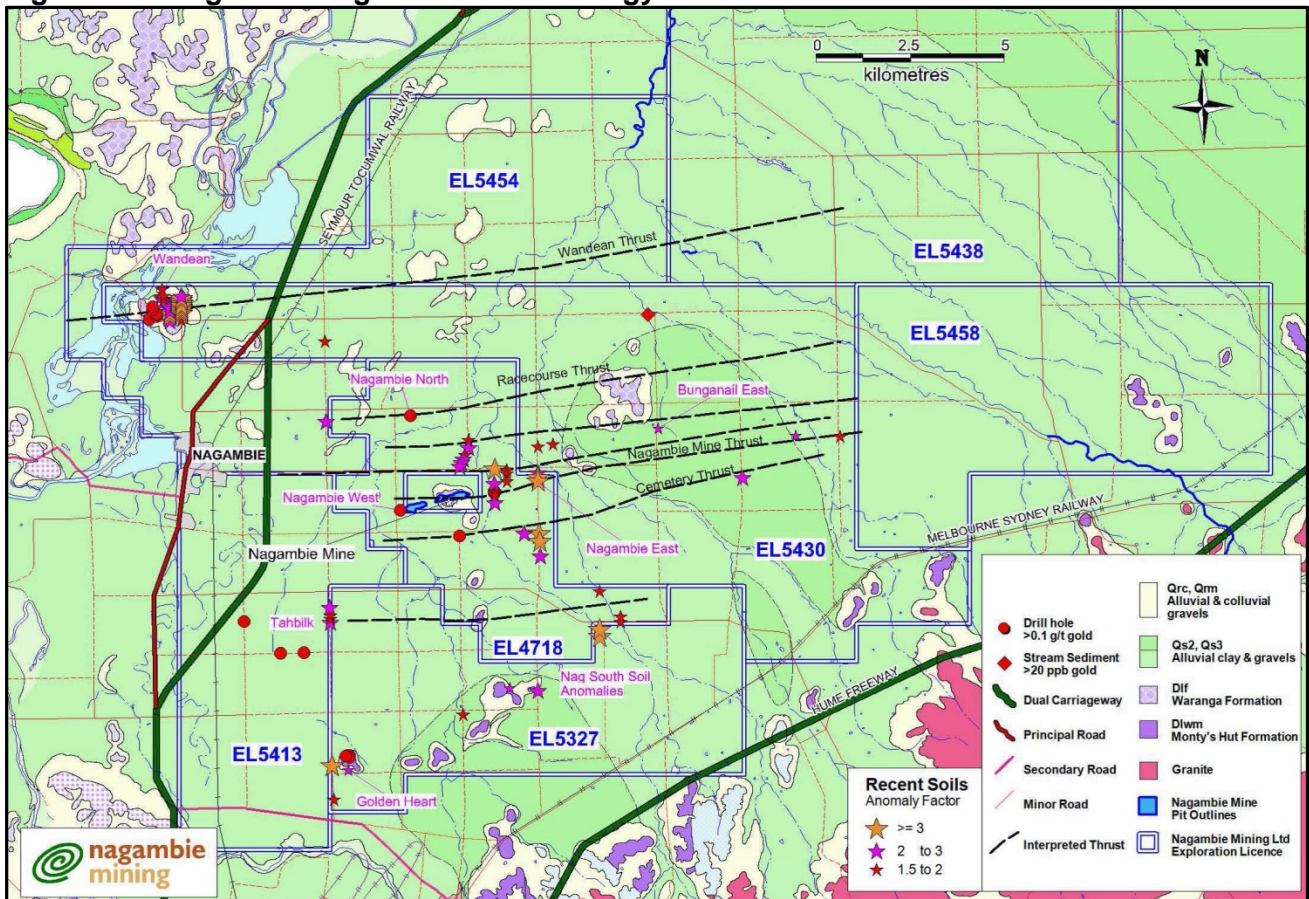 0 2.5 5
kilometres
N
SEYMOUR TOCUMWAL RAILWAY
EL5454
Wandean Thrust
EL5438
Wandean
EL5458
Racecourse Thrust
Nagambie North
Bunganail East
NAGAMBIE
Nagambie Mine Thrust
Cemetery Thrust
Nagambie West
MELBOURNE SYDNEY RAILWAY
Nagambie East
Nagambie Mine
EL5430
Tahbilk
EL4718
Nag South Soil
Anomalies
HUME FREEWAY
EL5327
EL5413
Golden Heart
nagambie
mining
Recent Soils
Anomaly Factor
>= 3
2 to 3
1.5 to 2
Drill hole
>0.1 g/t gold
Stream Sediment
>20 ppb gold
Dual Carriageway
Principal Road
Secondary Road
Minor Road
Interpreted Thrust
Qrc, Qrm
Alluvial & colluvial
gravels
Qs2, Qs3
Alluvial clay & gravels
Dlf
Waranga Formation
Dlwm
Monty's Hut Formation
Granite
Nagambie Mine
Pit Outlines
Nagambie Mining Ltd
Exploration Licence